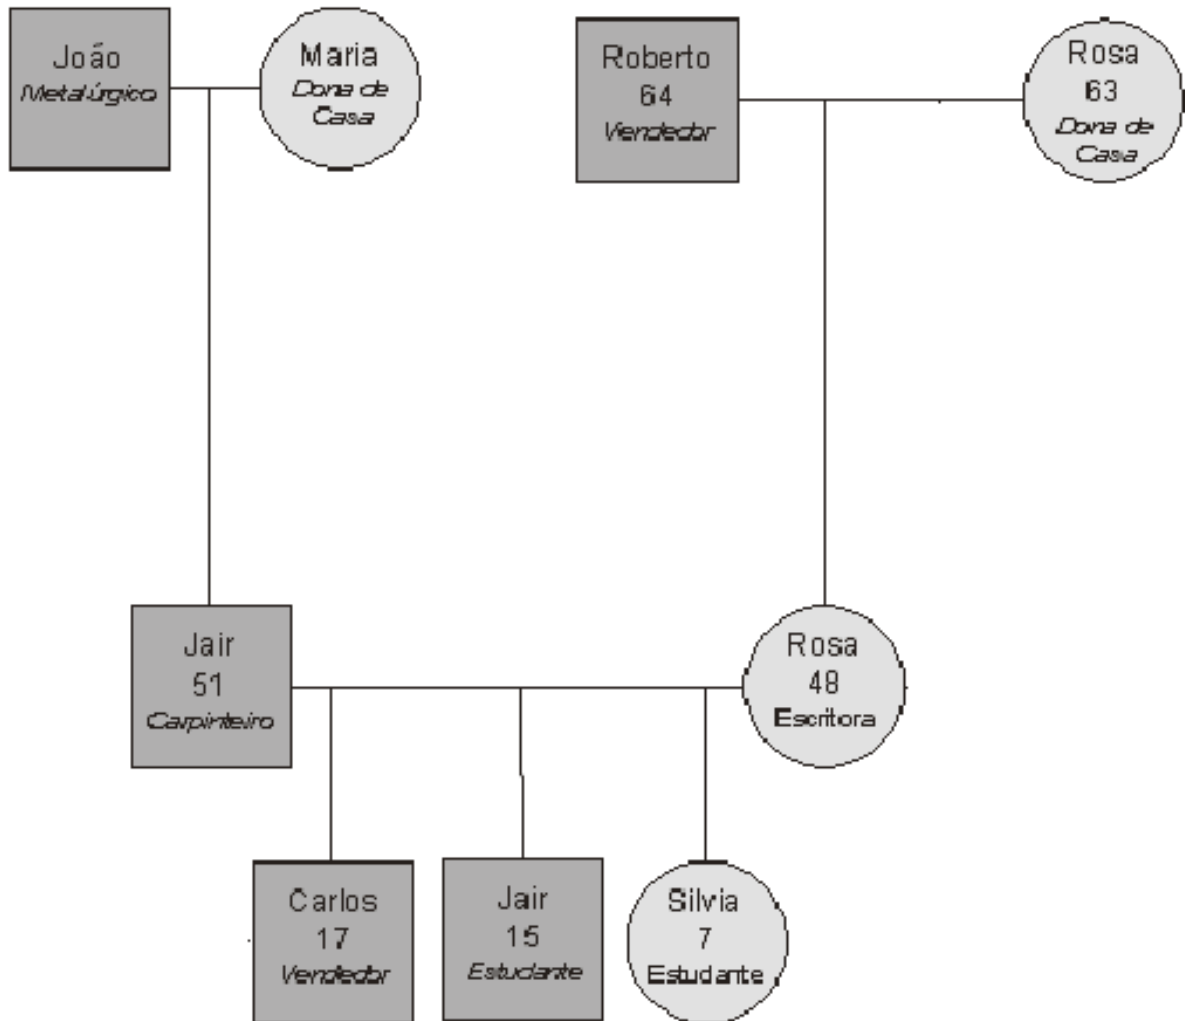 João
Metalúrgico
Maria
Dona de
Casa
Roberto
64
Vendedor
Rosa
63
Dona de
Casa
Jair
51
Carpinteiro
Rosa
48
Escritora
Carlos
17
Vendedor
Jair
15
Estudante
Silvia
7
Estudante